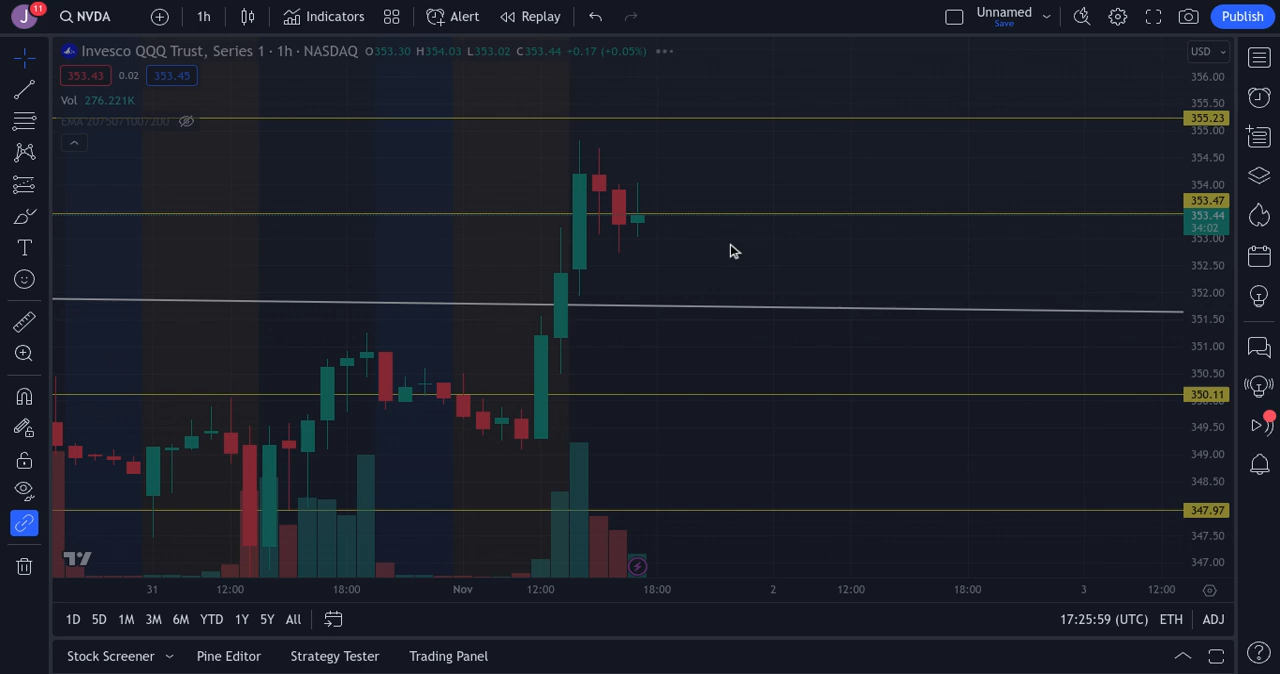 J 11 NVDA 1h Indicators Alert Replay Unnamed Save Publish
Invesco QQQ Trust, Series 1 · 1h · NASDAQ O353.30 H354.03 L353.02 C353.44 +0.17 (+0.05%) USD
353.43 0.02 353.45
Vol 276.221K
EMA 20/50/100/200
356.00
355.50
355.23
355.00
354.50
354.00
353.47
353.44
34:02
353.00
352.50
352.00
351.50
351.00
350.50
350.11
349.50
349.00
348.50
347.97
347.50
347.00
31 12:00 18:00 Nov 12:00 18:00 2 12:00 18:00 3 12:00
1D 5D 1M 3M 6M YTD 1Y 5Y All 17:25:59 (UTC) ETH ADJ
Stock Screener Pine Editor Strategy Tester Trading Panel